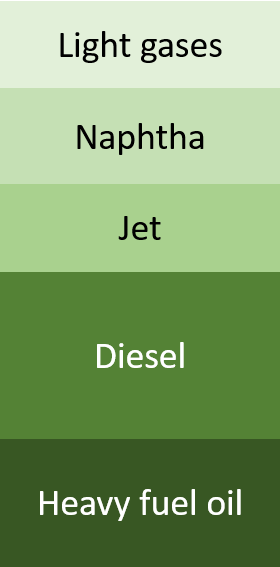 Light gases
Naphtha
Jet
Diesel
Heavy fuel oil